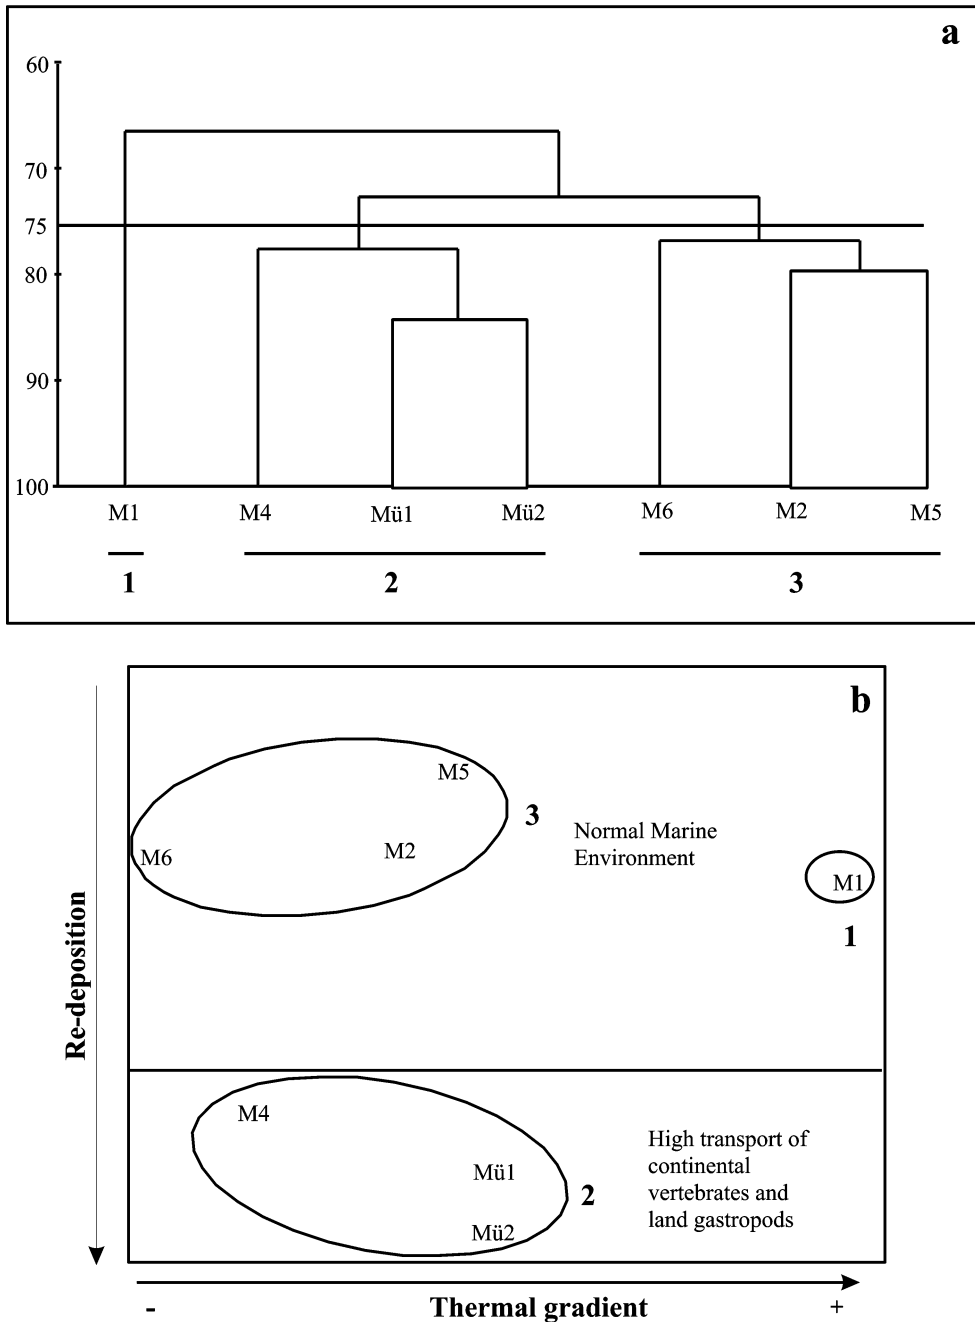 a
60
70
75
80
90
100
M1 M4 Mü1 Mü2 M6 M2 M5
1 2 3
b
M5
3
Normal Marine
Environment
M6
M2
M1
1
Re-deposition
M4
High transport of
continental
vertebrates and
land gastropods
Mü1
2
Mü2
- Thermal gradient +